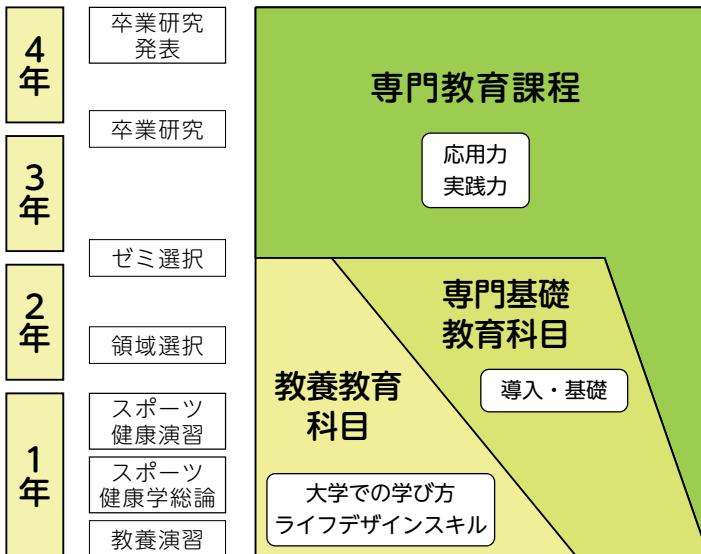 4
年
3
年
2
年
1
年
卒業研究
発表
卒業研究
ゼミ選択
領域選択
スポーツ
健康演習
スポーツ
健康学総論
教養演習
専門教育課程
応用力
実践力
専門基礎
教育科目
導入・基礎
教養教育
科目
大学での学び方
ライフデザインスキル